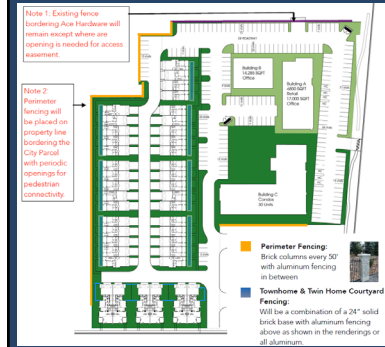 Note 1: Existing fence
bordering Ace Hardware will
remain except where are
opening is needed for access
easement.
Note 2:
Perimeter
fencing will
be placed on
property line
bordering the
City Parcel
with periodic
openings for
pedestrian
connectivity.
Building B
14,285 SQFT
Office
Building A
6800 SQFT
Retail
17,000 SQFT
Office
Building C
Condos
30 Units
Perimeter Fencing:
Brick columns every 50'
with aluminum fencing
in between
Townhome & Twin Home Courtyard
Fencing:
Will be a combination of a 24" solid
brick base with aluminum fencing
above as shown in the renderings or
all aluminum.